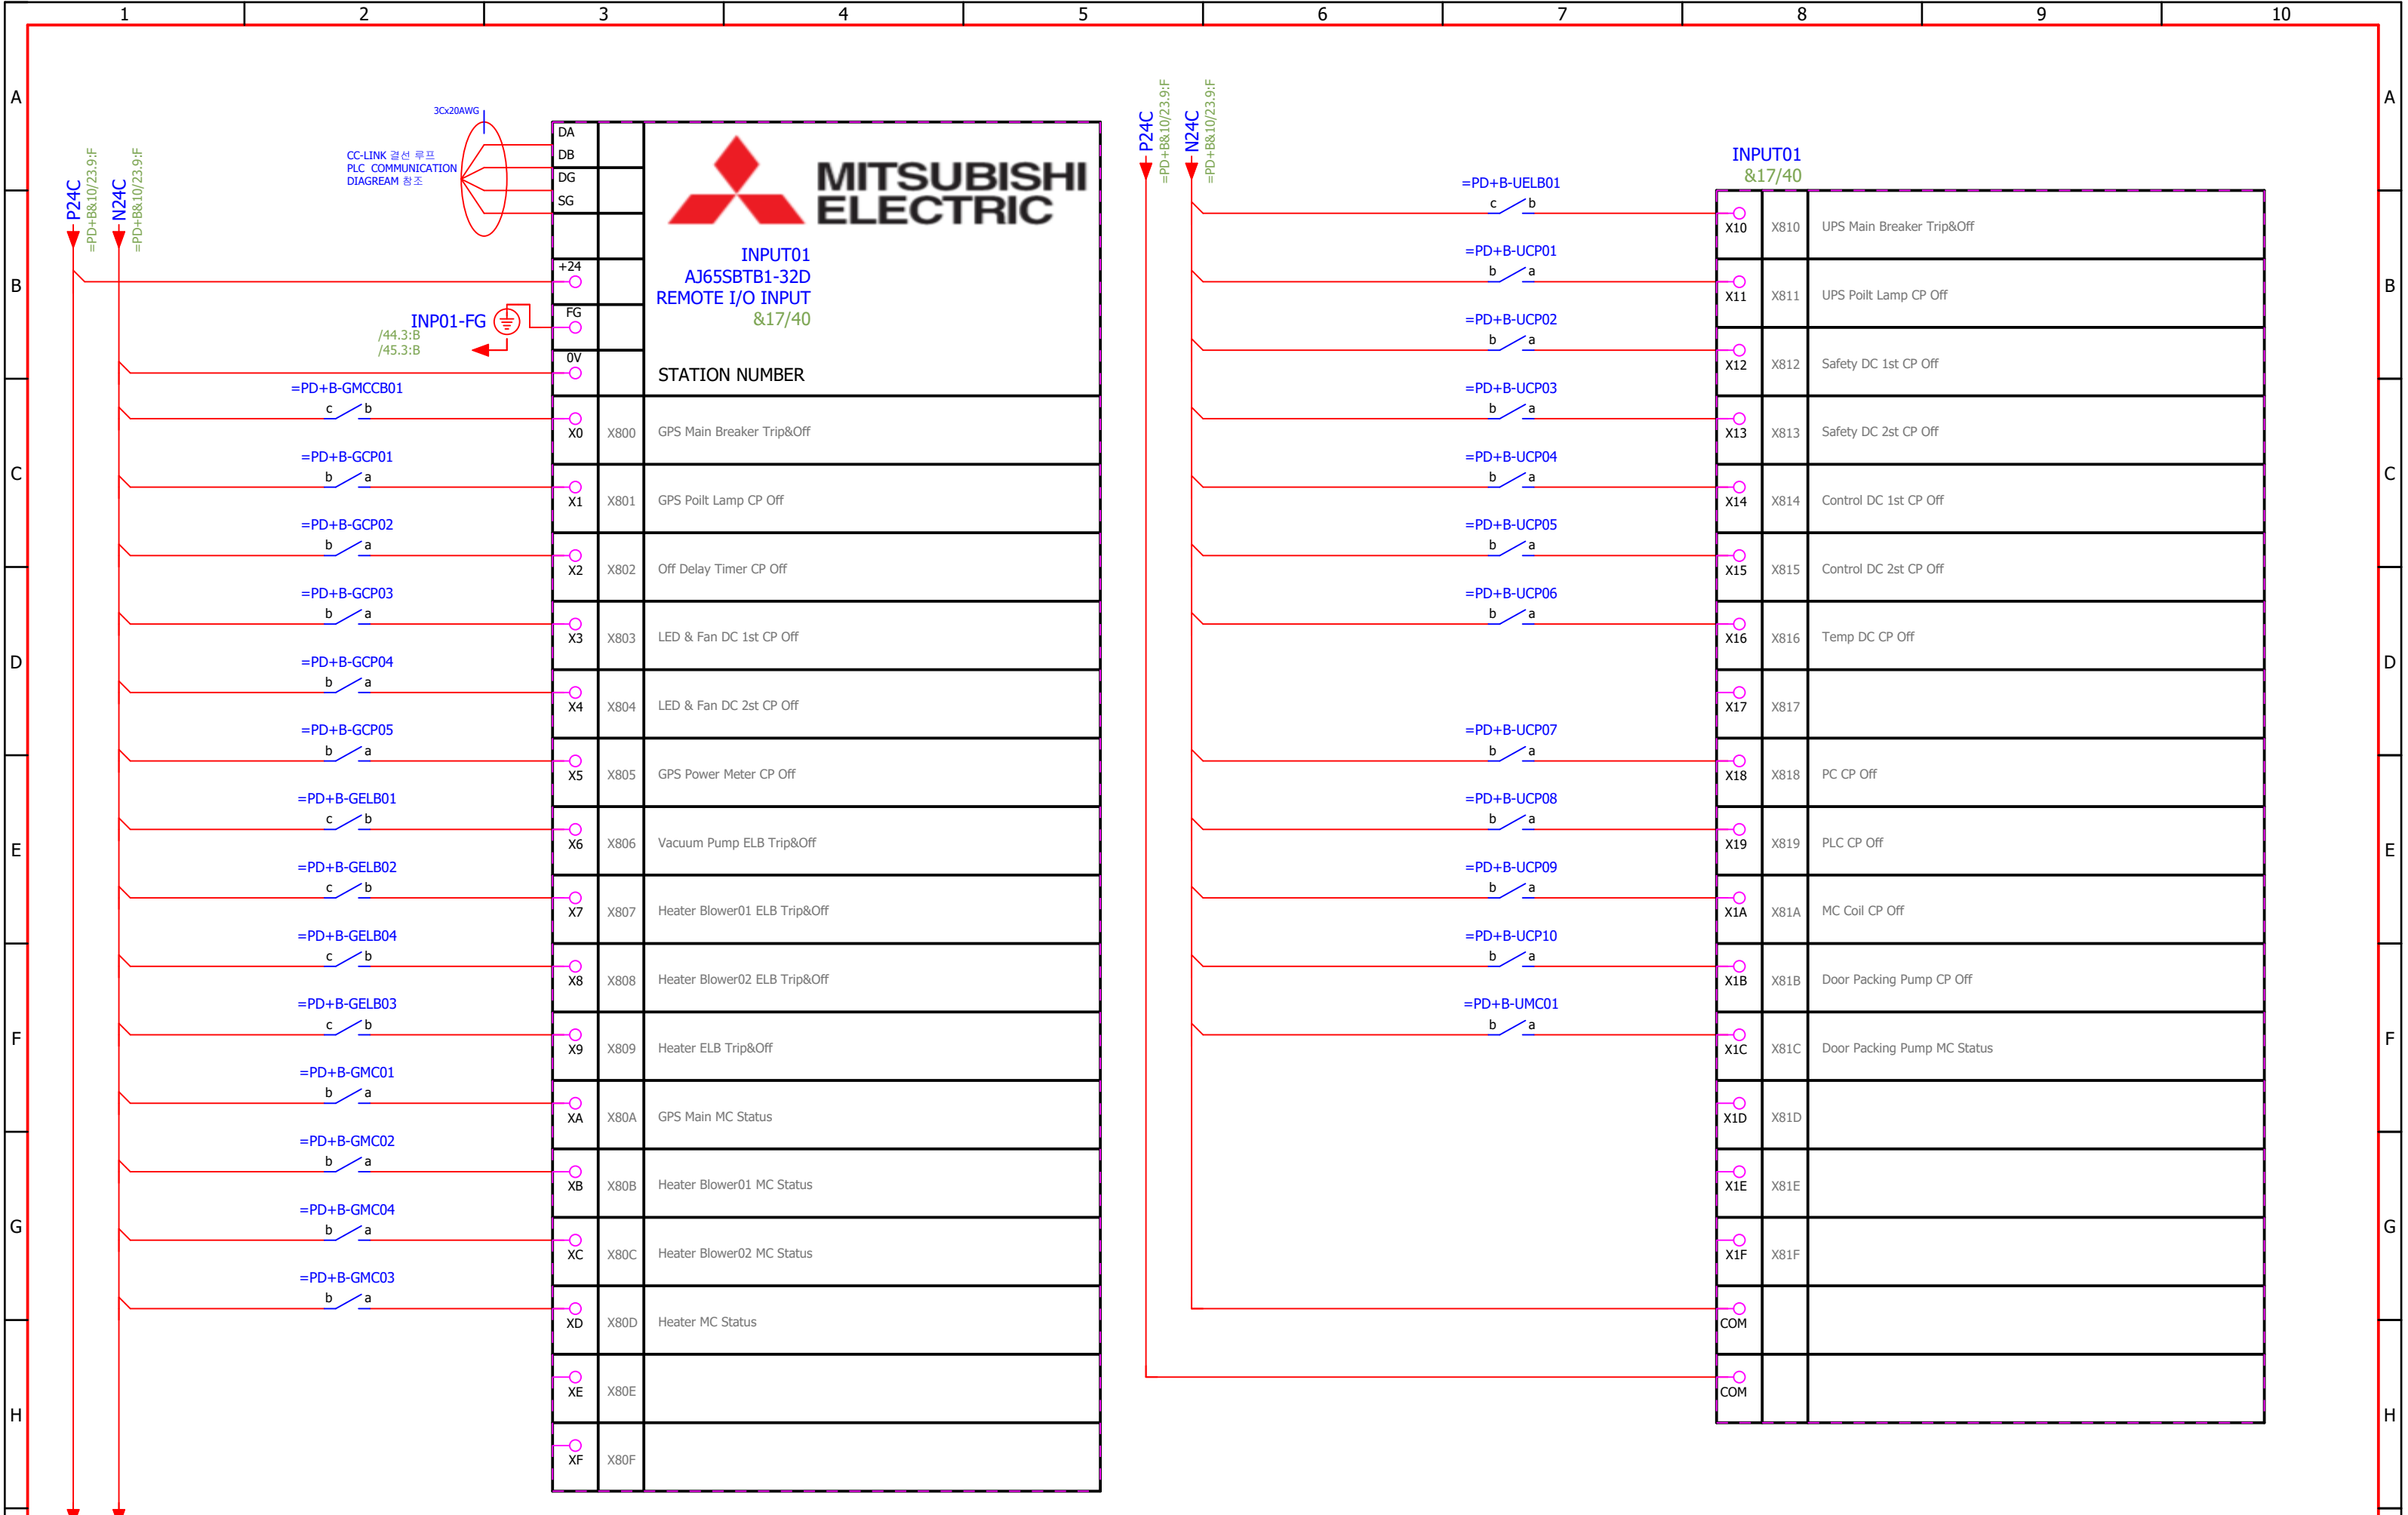 1 2 3 4 5 6 7 8 9 10
A
B
C
D
E
F
G
H
P24C
=PD+B&10/23.9:F
N24C
=PD+B&10/23.9:F
3Cx20AWG
CC-LINK 결선 루프
PLC COMMUNICATION
DIAGREAM 참조
DA
DB
DG
SG
MITSUBISHI
ELECTRIC
INPUT01
AJ65SBTB1-32D
REMOTE I/O INPUT
&17/40
+24
INP01-FG
/44.3:B
/45.3:B
FG
0V
STATION NUMBER
=PD+B-GMCCB01
c b
X0 X800 GPS Main Breaker Trip&Off
=PD+B-GCP01
b a
X1 X801 GPS Poilt Lamp CP Off
=PD+B-GCP02
b a
X2 X802 Off Delay Timer CP Off
=PD+B-GCP03
b a
X3 X803 LED & Fan DC 1st CP Off
=PD+B-GCP04
b a
X4 X804 LED & Fan DC 2st CP Off
=PD+B-GCP05
b a
X5 X805 GPS Power Meter CP Off
=PD+B-GELB01
c b
X6 X806 Vacuum Pump ELB Trip&Off
=PD+B-GELB02
c b
X7 X807 Heater Blower01 ELB Trip&Off
=PD+B-GELB04
c b
X8 X808 Heater Blower02 ELB Trip&Off
=PD+B-GELB03
c b
X9 X809 Heater ELB Trip&Off
=PD+B-GMC01
b a
XA X80A GPS Main MC Status
=PD+B-GMC02
b a
XB X80B Heater Blower01 MC Status
=PD+B-GMC04
b a
XC X80C Heater Blower02 MC Status
=PD+B-GMC03
b a
XD X80D Heater MC Status
XE X80E
XF X80F
P24C
=PD+B&10/23.9:F
N24C
=PD+B&10/23.9:F
INPUT01
&17/40
=PD+B-UELB01
c b
X10 X810 UPS Main Breaker Trip&Off
=PD+B-UCP01
b a
X11 X811 UPS Poilt Lamp CP Off
=PD+B-UCP02
b a
X12 X812 Safety DC 1st CP Off
=PD+B-UCP03
b a
X13 X813 Safety DC 2st CP Off
=PD+B-UCP04
b a
X14 X814 Control DC 1st CP Off
=PD+B-UCP05
b a
X15 X815 Control DC 2st CP Off
=PD+B-UCP06
b a
X16 X816 Temp DC CP Off
X17 X817
=PD+B-UCP07
b a
X18 X818 PC CP Off
=PD+B-UCP08
b a
X19 X819 PLC CP Off
=PD+B-UCP09
b a
X1A X81A MC Coil CP Off
=PD+B-UCP10
b a
X1B X81B Door Packing Pump CP Off
=PD+B-UMC01
b a
X1C X81C Door Packing Pump MC Status
X1D X81D
X1E X81E
X1F X81F
COM
COM
A
B
C
D
E
F
G
H